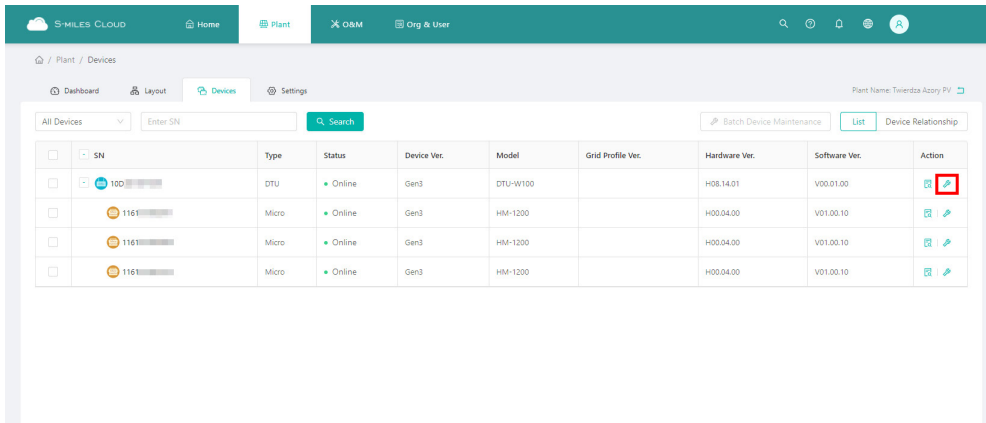 S-MILES CLOUD Home Plant O&M Org & User
/ Plant / Devices
Dashboard Layout Devices Settings Plant Name: Twierdza Azory PV
All Devices Enter SN Search Batch Device Maintenance List Device Relationship
SN Type Status Device Ver. Model Grid Profile Ver. Hardware Ver. Software Ver. Action
10D DTU Online Gen3 DTU-W100 H08.14.01 V00.01.00
1161 Micro Online Gen3 HM-1200 H00.04.00 V01.00.10
1161 Micro Online Gen3 HM-1200 H00.04.00 V01.00.10
1161 Micro Online Gen3 HM-1200 H00.04.00 V01.00.10